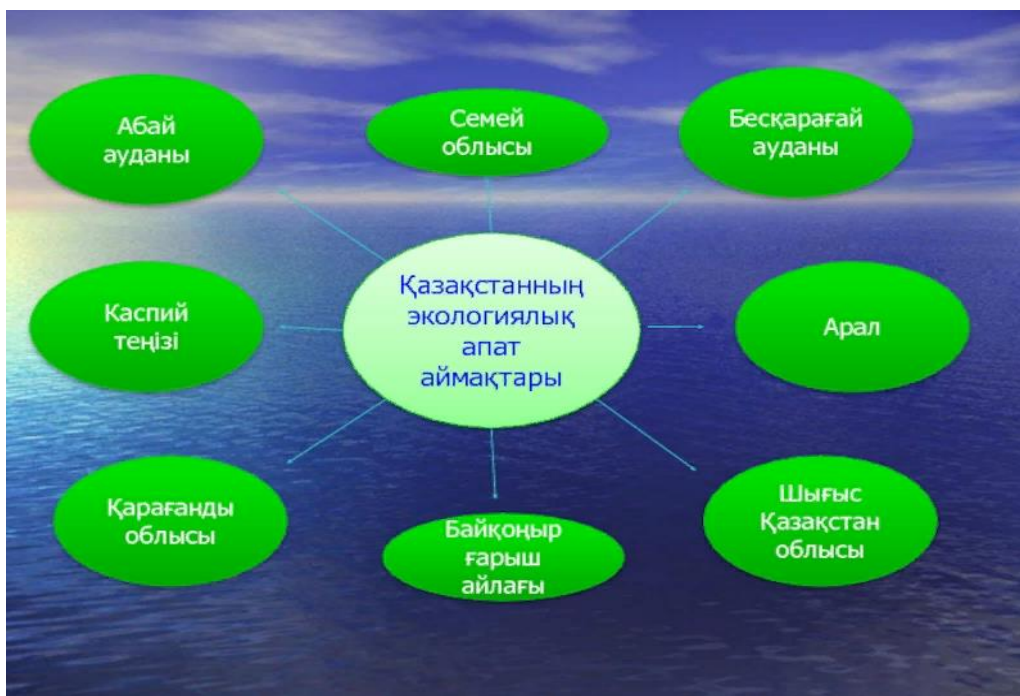 Абай
ауданы
Семей
облысы
Бесқарағай
ауданы
Қазақстанның
экологиялық
апат
аймақтары
Каспий
теңізі
Арал
Қарағанды
облысы
Байқоңыр
ғарыш
айлағы
Шығыс
Қазақстан
облысы